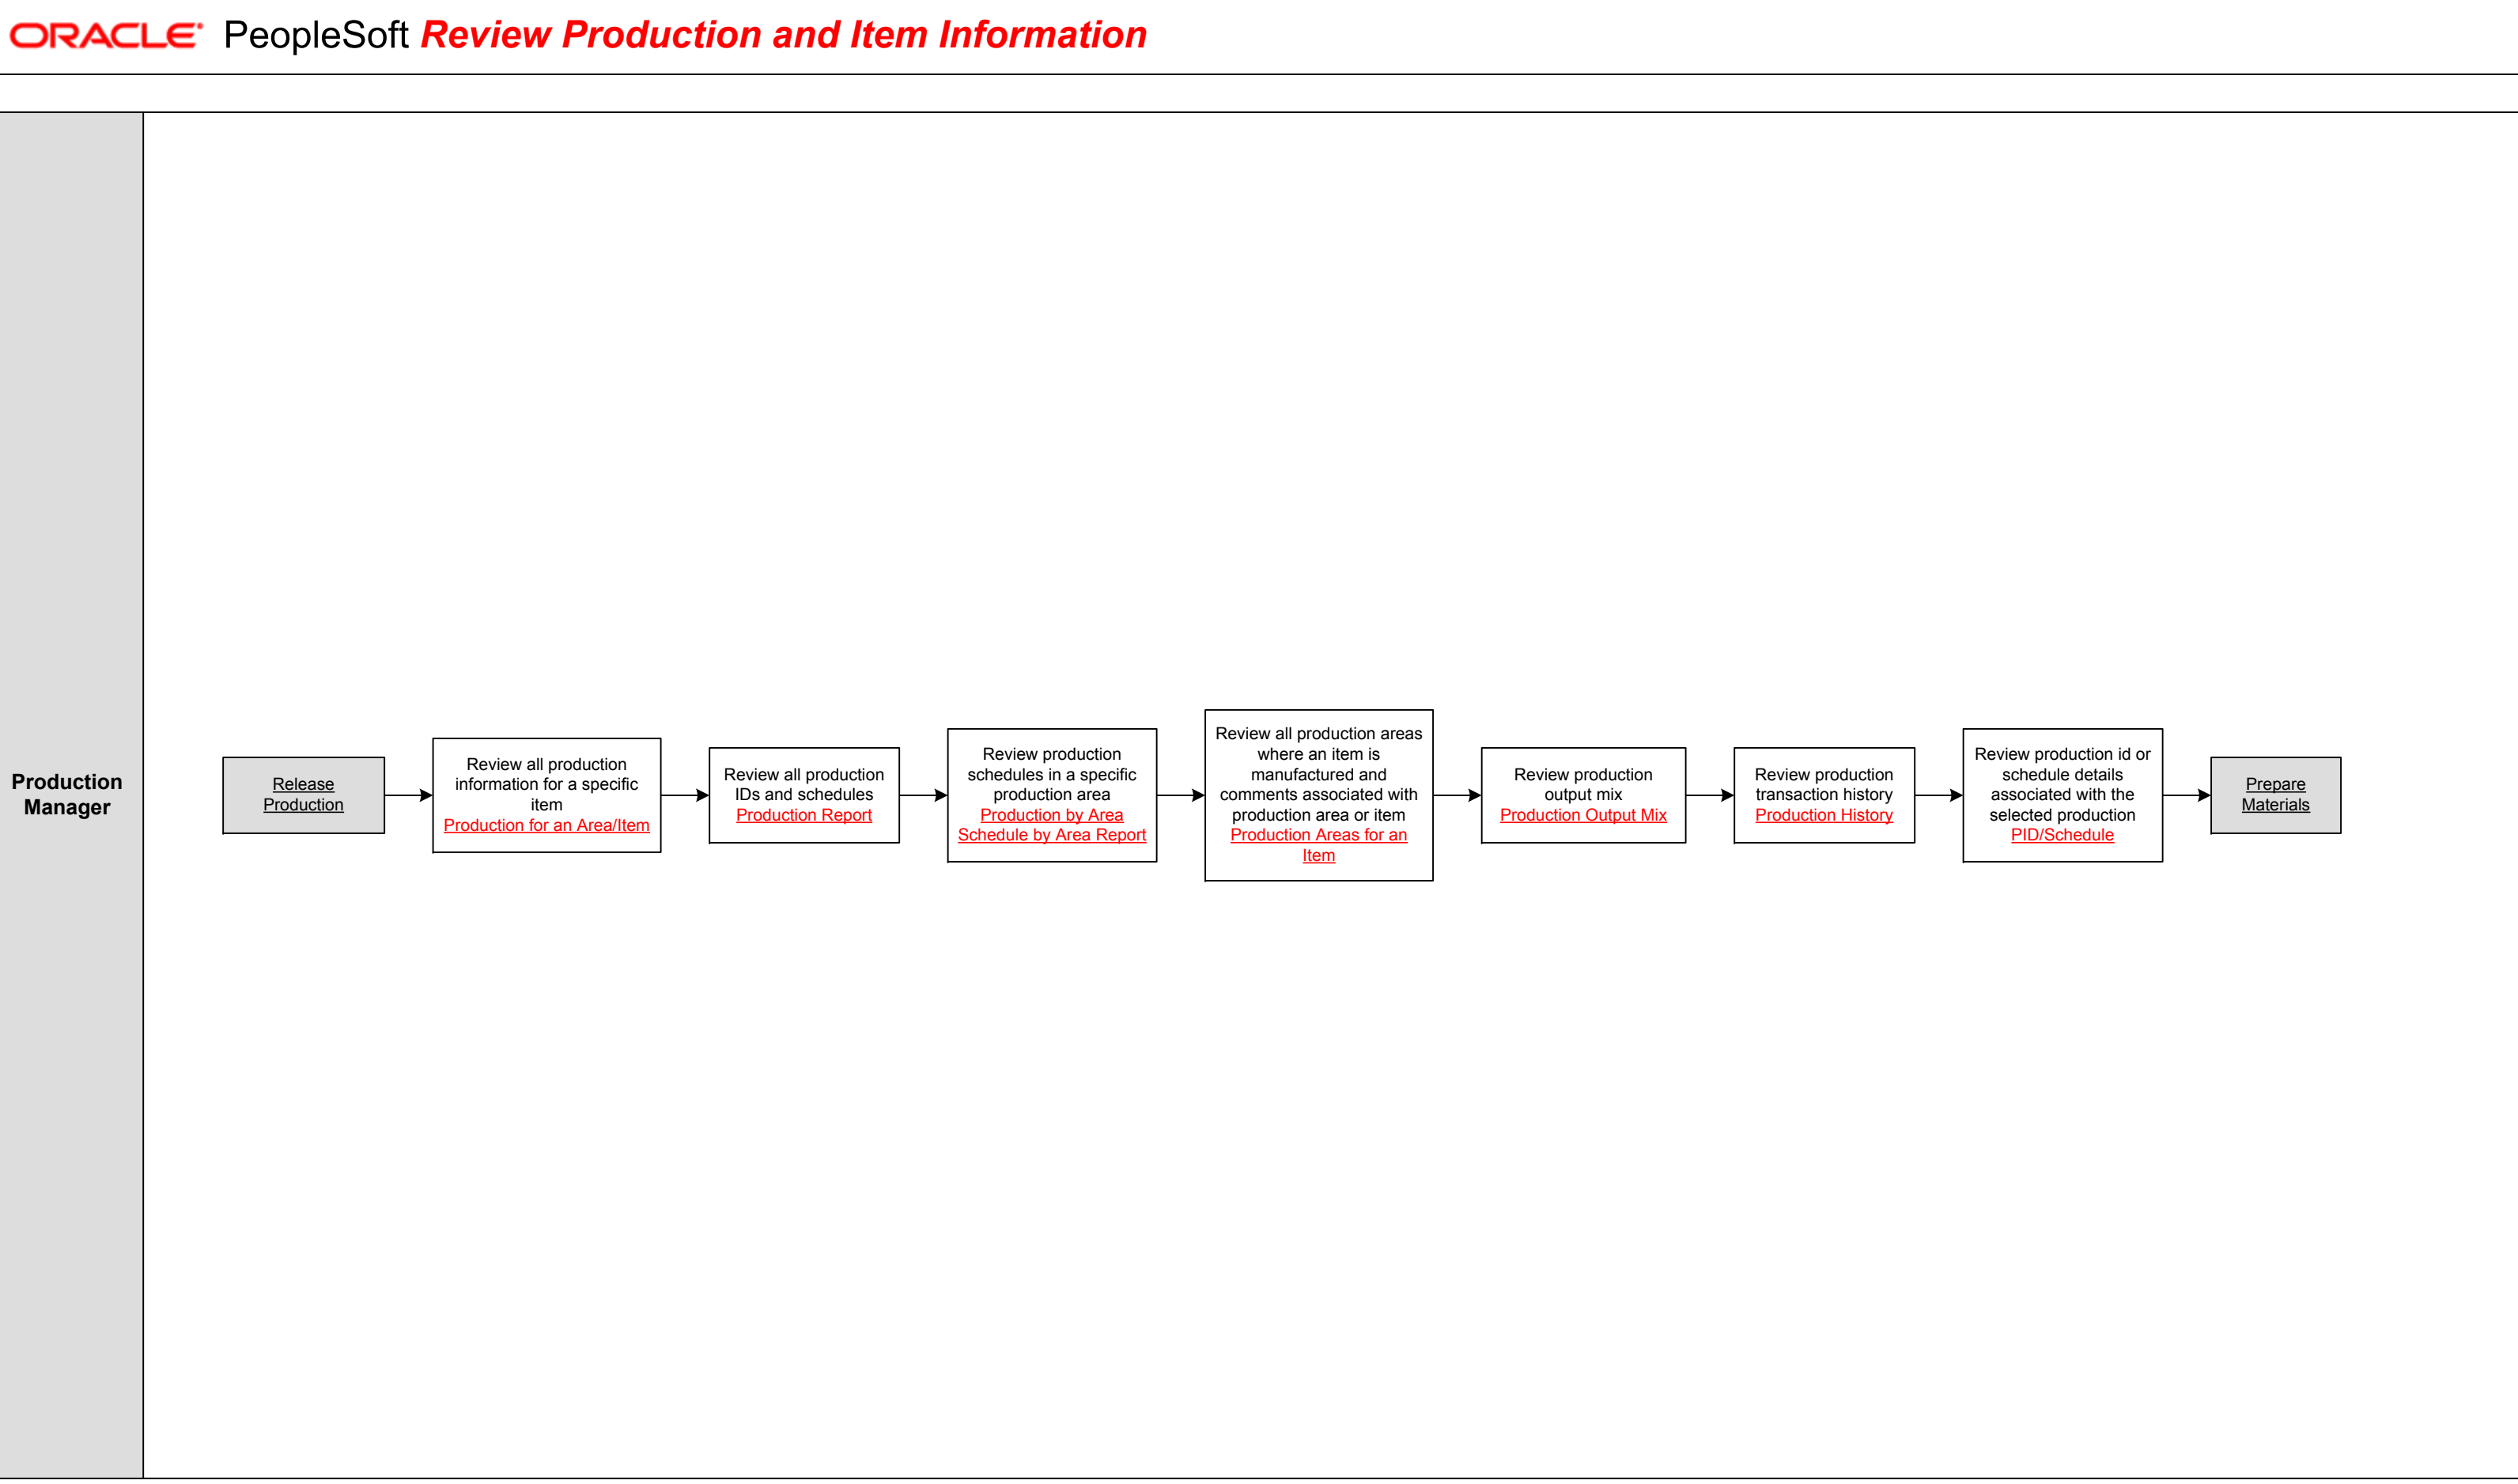 ORACLE® PeopleSoft Review Production and Item Information
Production
Manager
Release
Production
Review all production
information for a specific
item
Production for an Area/Item
Review all production
IDs and schedules
Production Report
Review production
schedules in a specific
production area
Production by Area
Schedule by Area Report
Review all production areas
where an item is
manufactured and
comments associated with
production area or item
Production Areas for an
Item
Review production
output mix
Production Output Mix
Review production
transaction history
Production History
Review production id or
schedule details
associated with the
selected production
PID/Schedule
Prepare
Materials